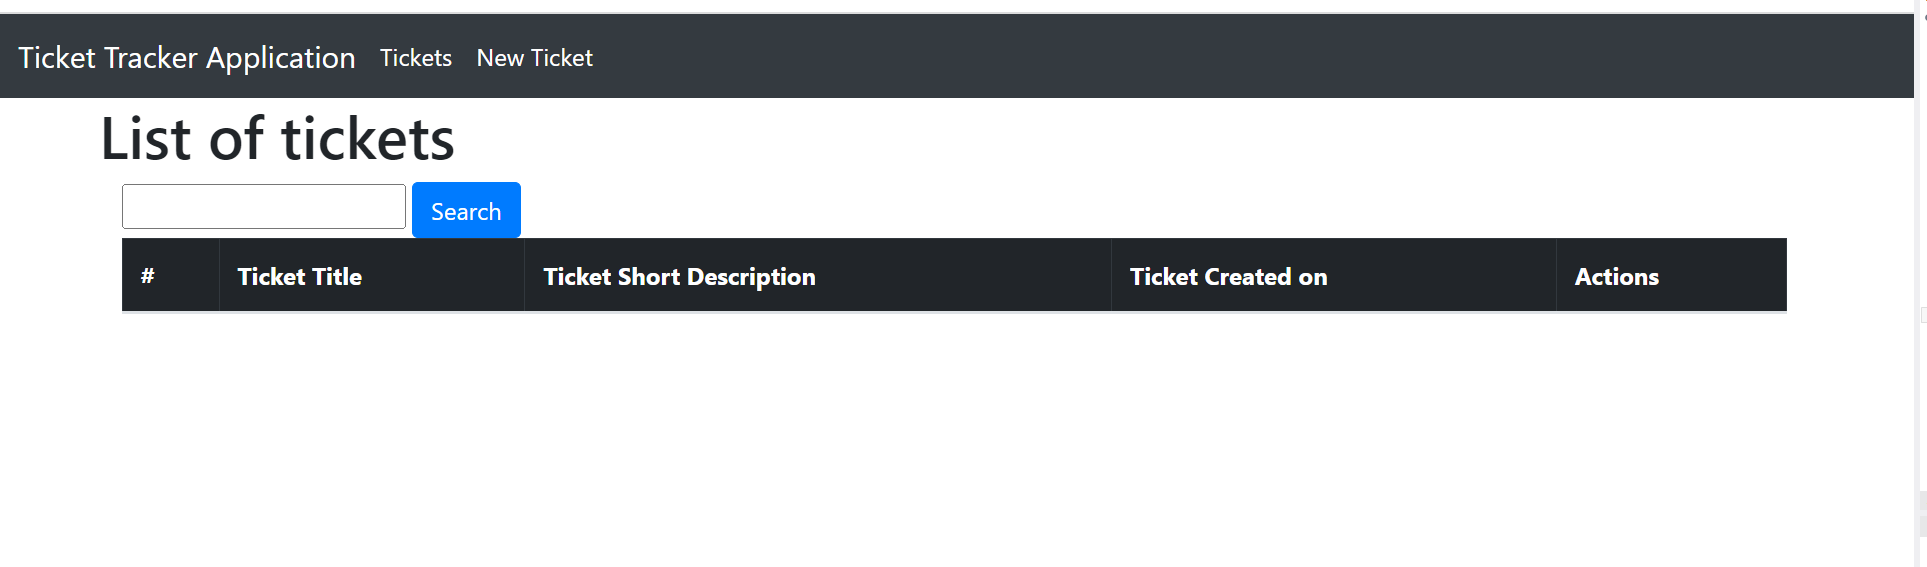 Ticket Tracker Application Tickets New Ticket
List of tickets
Search
# Ticket Title Ticket Short Description Ticket Created on Actions